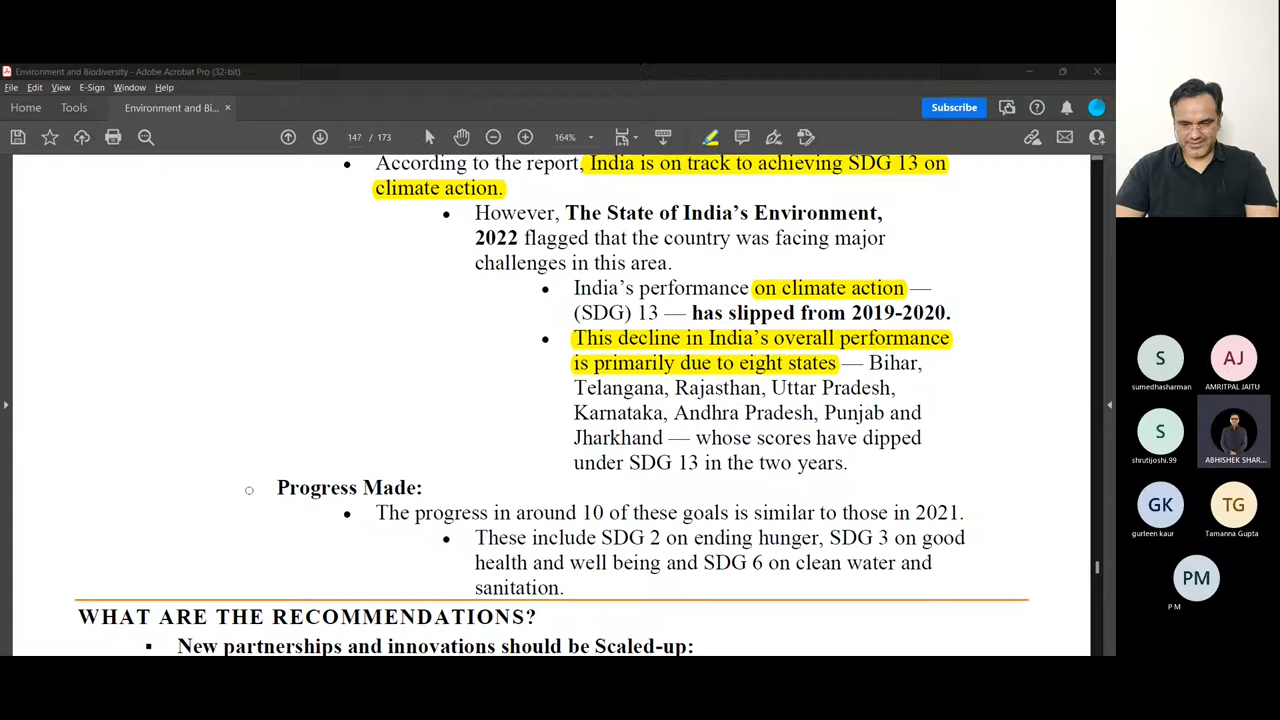 Environment and Biodiversity - Adobe Acrobat Pro (32-bit)
File Edit View E-Sign Window Help
Home Tools Environment and Bi... × Subscribe
147 / 173 164%
• According to the report, India is on track to achieving SDG 13 on
climate action.
• However, The State of India's Environment,
2022 flagged that the country was facing major
challenges in this area.
• India's performance on climate action —
(SDG) 13 — has slipped from 2019-2020.
• This decline in India's overall performance
is primarily due to eight states — Bihar,
Telangana, Rajasthan, Uttar Pradesh,
Karnataka, Andhra Pradesh, Punjab and
Jharkhand — whose scores have dipped
under SDG 13 in the two years.
○ Progress Made:
• The progress in around 10 of these goals is similar to those in 2021.
• These include SDG 2 on ending hunger, SDG 3 on good
health and well being and SDG 6 on clean water and
sanitation.
WHAT ARE THE RECOMMENDATIONS?
▪ New partnerships and innovations should be Scaled-up:
S AJ
sumedhasharman AMRITPAL JAITU
S
shrutijoshi.99 ABHISHEK SHAR...
GK TG
gurleen kaur Tamanna Gupta
PM
P M